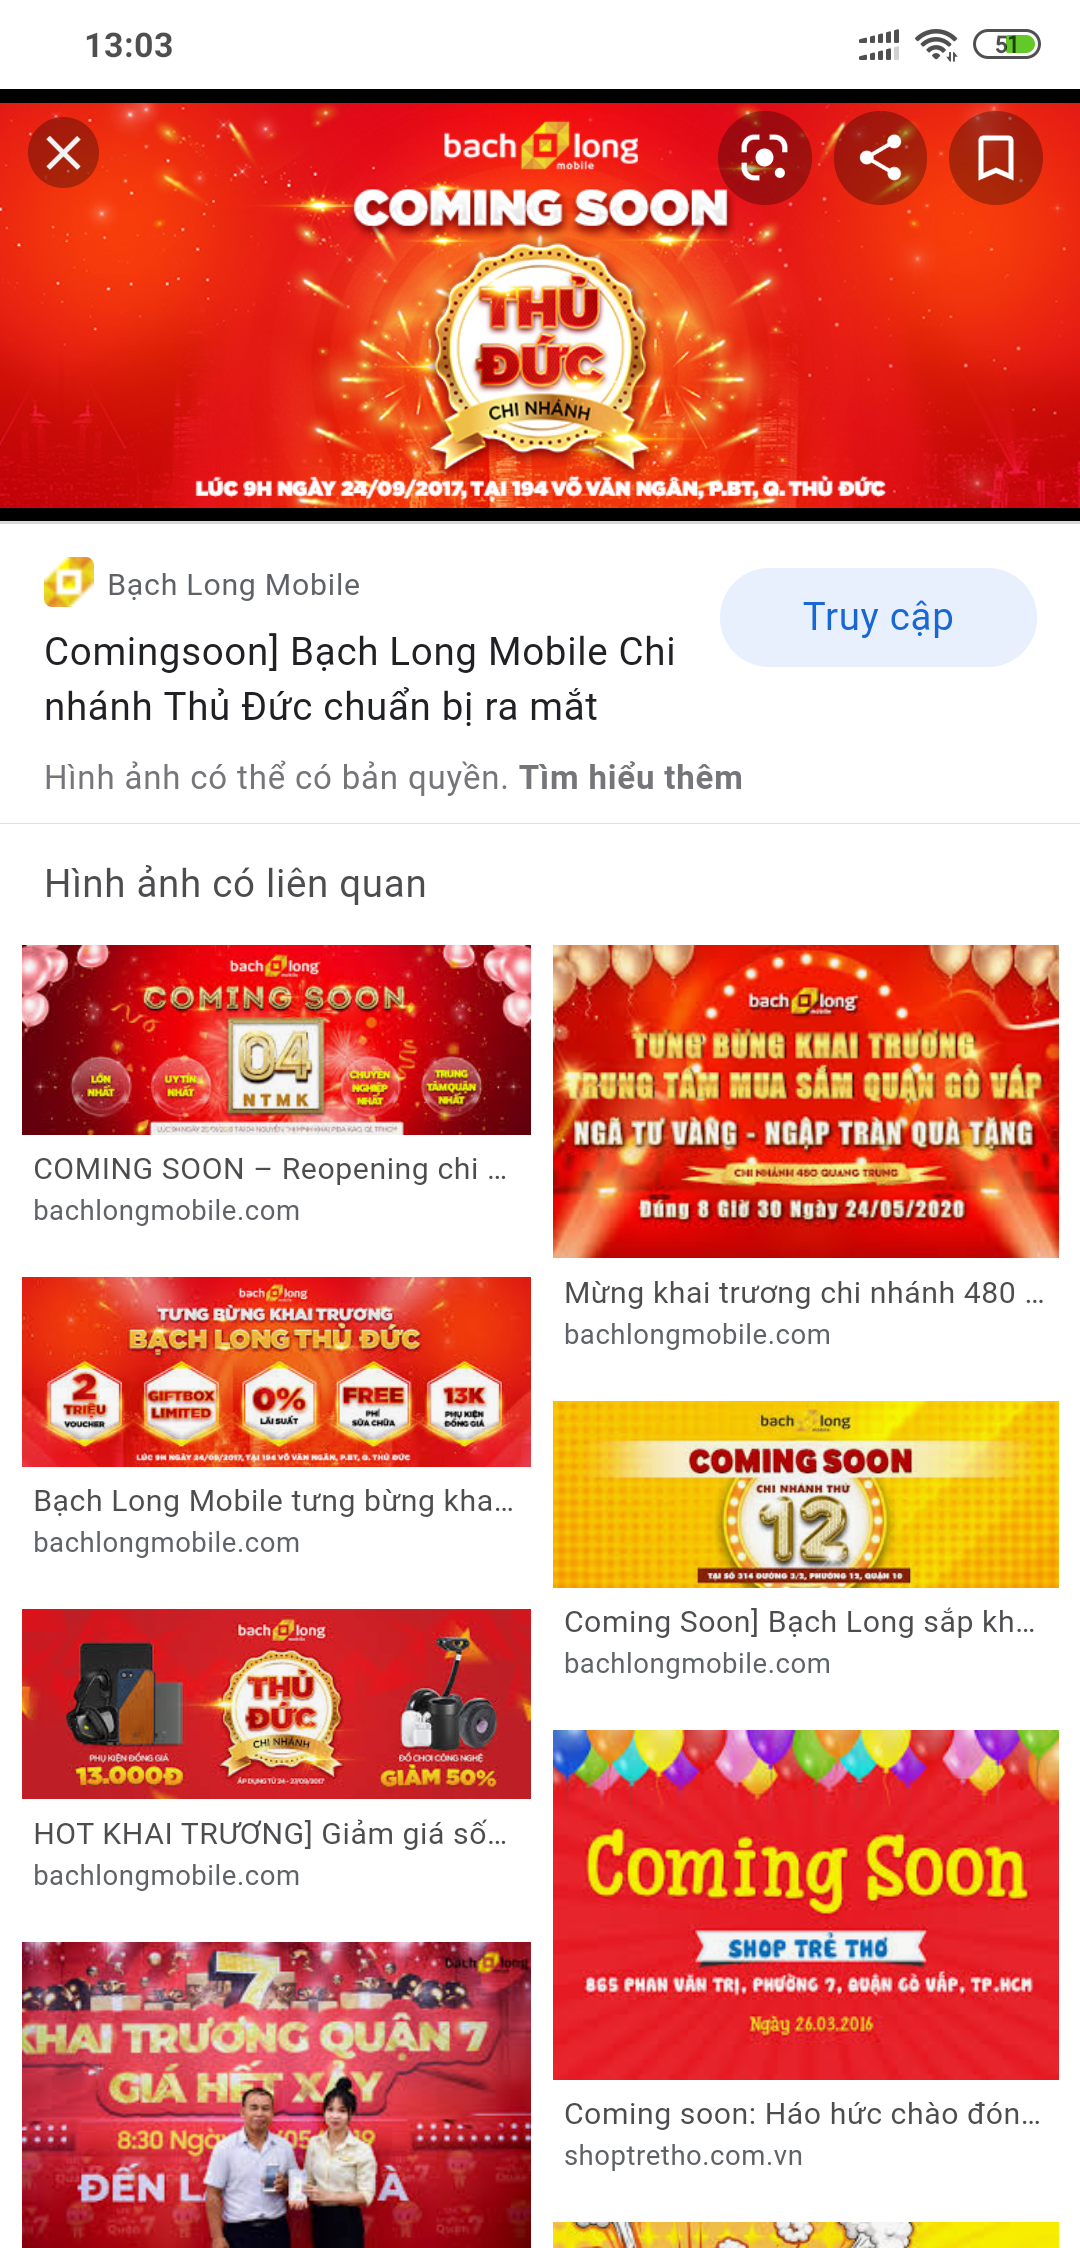 13:03
51
bach long
mobile
COMING SOON
THỦ
ĐỨC
CHI NHÁNH
LÚC 9H NGÀY 24/09/2017, TẠI 194 VÕ VĂN NGÂN, P.BT, Q. THỦ ĐỨC
Bạch Long Mobile
Truy cập
Comingsoon] Bạch Long Mobile Chi
nhánh Thủ Đức chuẩn bị ra mắt
Hình ảnh có thể có bản quyền. Tìm hiểu thêm
Hình ảnh có liên quan
bach long
mobile
COMING SOON
04
NTMK
LỚN
NHẤT
UY TÍN
NHẤT
CHUYÊN
NGHIỆP
NHẤT
TRUNG
TÂM QUẬN
NHẤT
COMING SOON – Reopening chi ...
bachlongmobile.com
bach long
mobile
TƯNG BỪNG KHAI TRƯƠNG
TRUNG TÂM MUA SẮM QUẬN GÒ VẤP
NGÃ TƯ VÀNG - NGẬP TRÀN QUÀ TẶNG
CHI NHÁNH 480 QUANG TRUNG
Đúng 8 Giờ 30 Ngày 24/05/2020
Mừng khai trương chi nhánh 480 ...
bachlongmobile.com
bach long
TƯNG BỪNG KHAI TRƯƠNG
BẠCH LONG THỦ ĐỨC
2
TRIỆU
VOUCHER
GIFTBOX
LIMITED
0%
LÃI SUẤT
FREE
PHÍ
SỬA CHỮA
13K
PHỤ KIỆN
ĐỒNG GIÁ
LÚC 9H NGÀY 24/09/2017, TẠI 194 VÕ VĂN NGÂN, P.BT, Q. THỦ ĐỨC
Bạch Long Mobile tưng bừng kha...
bachlongmobile.com
bach long
mobile
COMING SOON
CHI NHÁNH THỨ
12
TẠI SỐ 314 ĐƯỜNG 3/2, PHƯỜNG 12, QUẬN 10
Coming Soon] Bạch Long sắp kh...
bachlongmobile.com
bach long
mobile
THỦ
ĐỨC
CHI NHÁNH
PHỤ KIỆN ĐỒNG GIÁ
13.000Đ
ÁP DỤNG TỪ 24 - 27/09/2017
ĐỒ CHƠI CÔNG NGHỆ
GIẢM 50%
HOT KHAI TRƯƠNG] Giảm giá số...
bachlongmobile.com
Coming Soon
SHOP TRẺ THƠ
865 PHAN VĂN TRỊ, PHƯỜNG 7, QUẬN GÒ VẤP, TP.HCM
Ngày 26.03.2016
Coming soon: Háo hức chào đón...
shoptretho.com.vn
bach long
7
KHAI TRƯƠNG QUẬN 7
GIÁ HẾT XẢY
8:30
ĐẾN